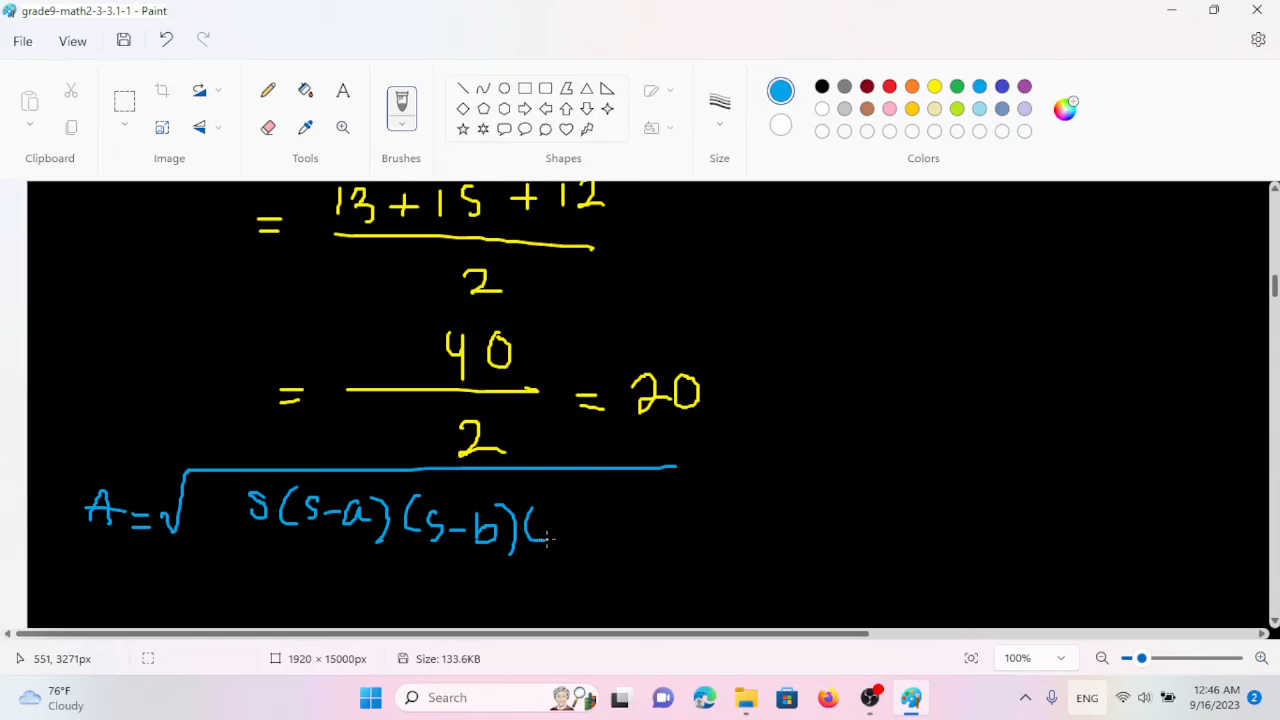 grade9-math2-3-3.1-1 - Paint
File View
Clipboard Image Tools Brushes Shapes Size Colors
= 13 + 15 + 12
2
= 40 = 20
2
A = √ s(s-a)(s-b)(
551, 3271px 1920 × 15000px Size: 133.6KB 100%
76°F
Cloudy
Search
ENG
12:46 AM
9/16/2023
2